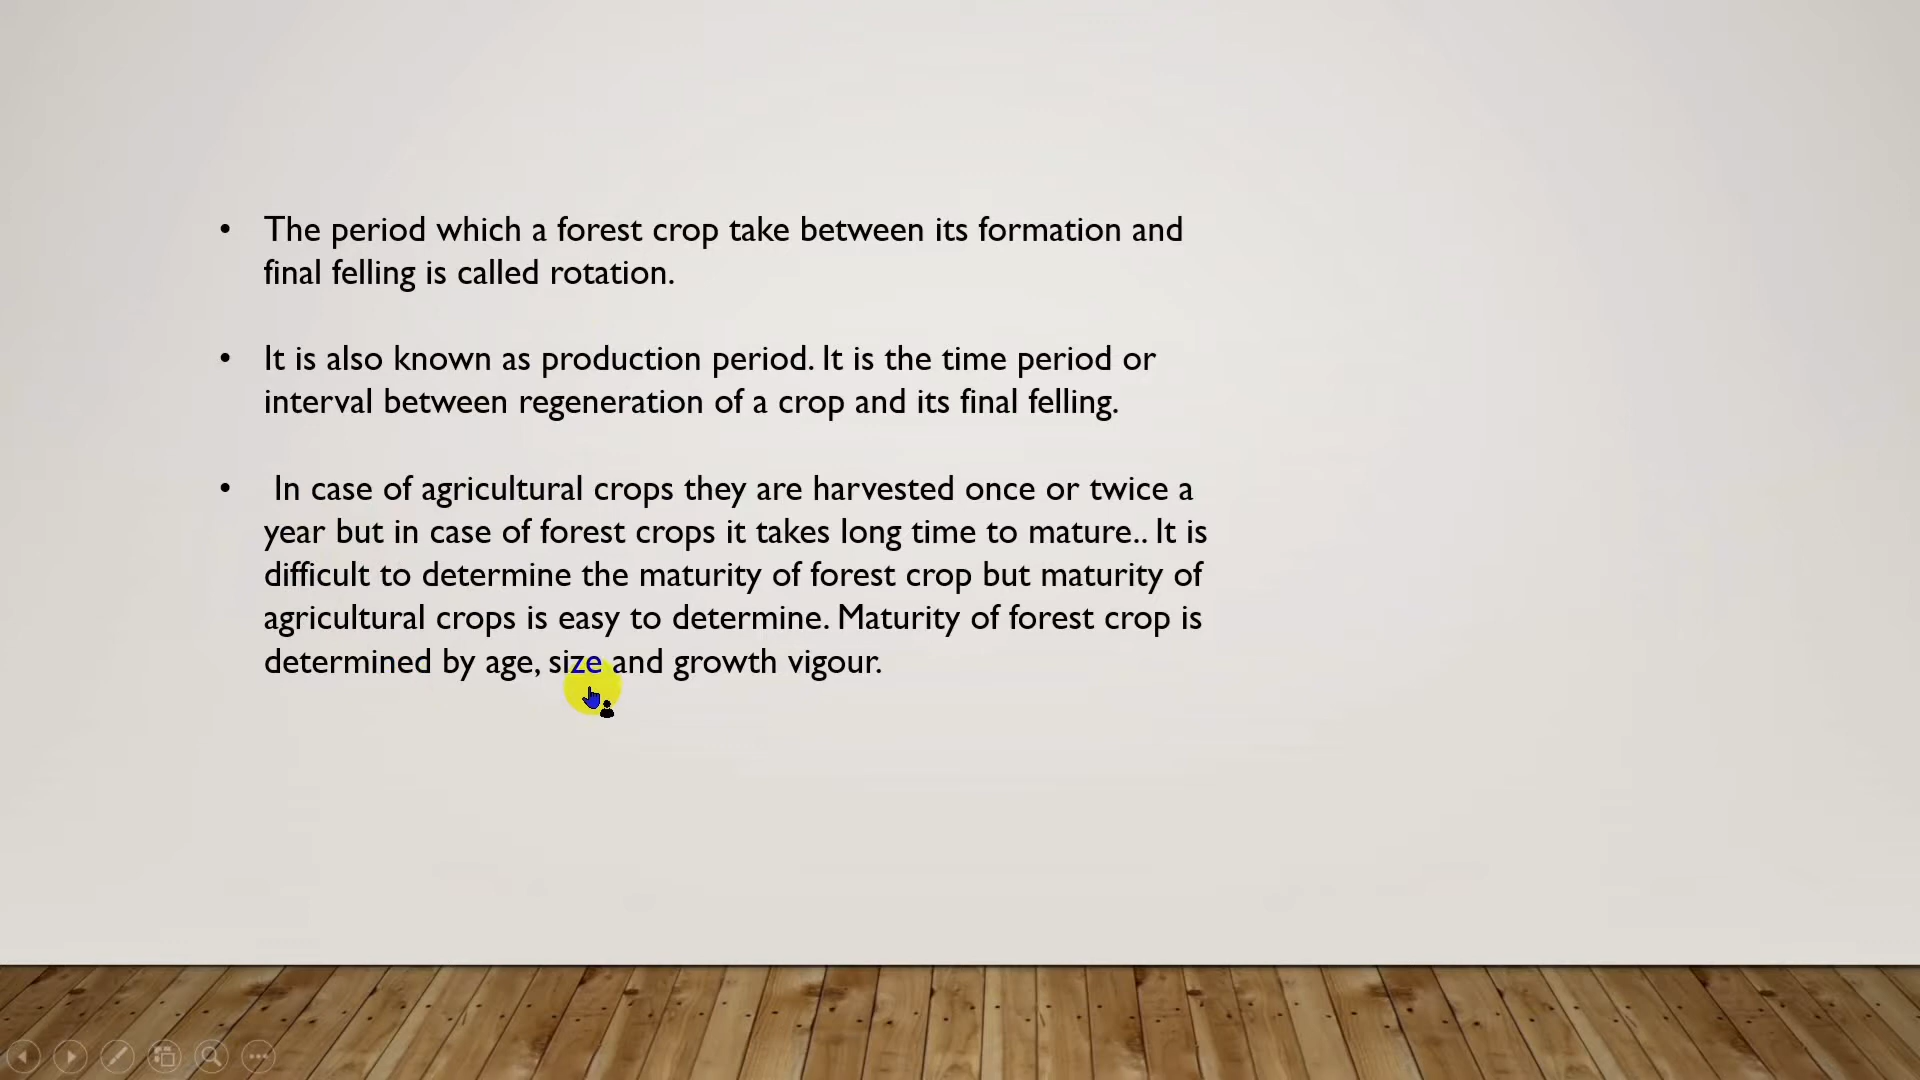 • The period which a forest crop take between its formation and
final felling is called rotation.
• It is also known as production period. It is the time period or
interval between regeneration of a crop and its final felling.
• In case of agricultural crops they are harvested once or twice a
year but in case of forest crops it takes long time to mature.. It is
difficult to determine the maturity of forest crop but maturity of
agricultural crops is easy to determine. Maturity of forest crop is
determined by age, size and growth vigour.